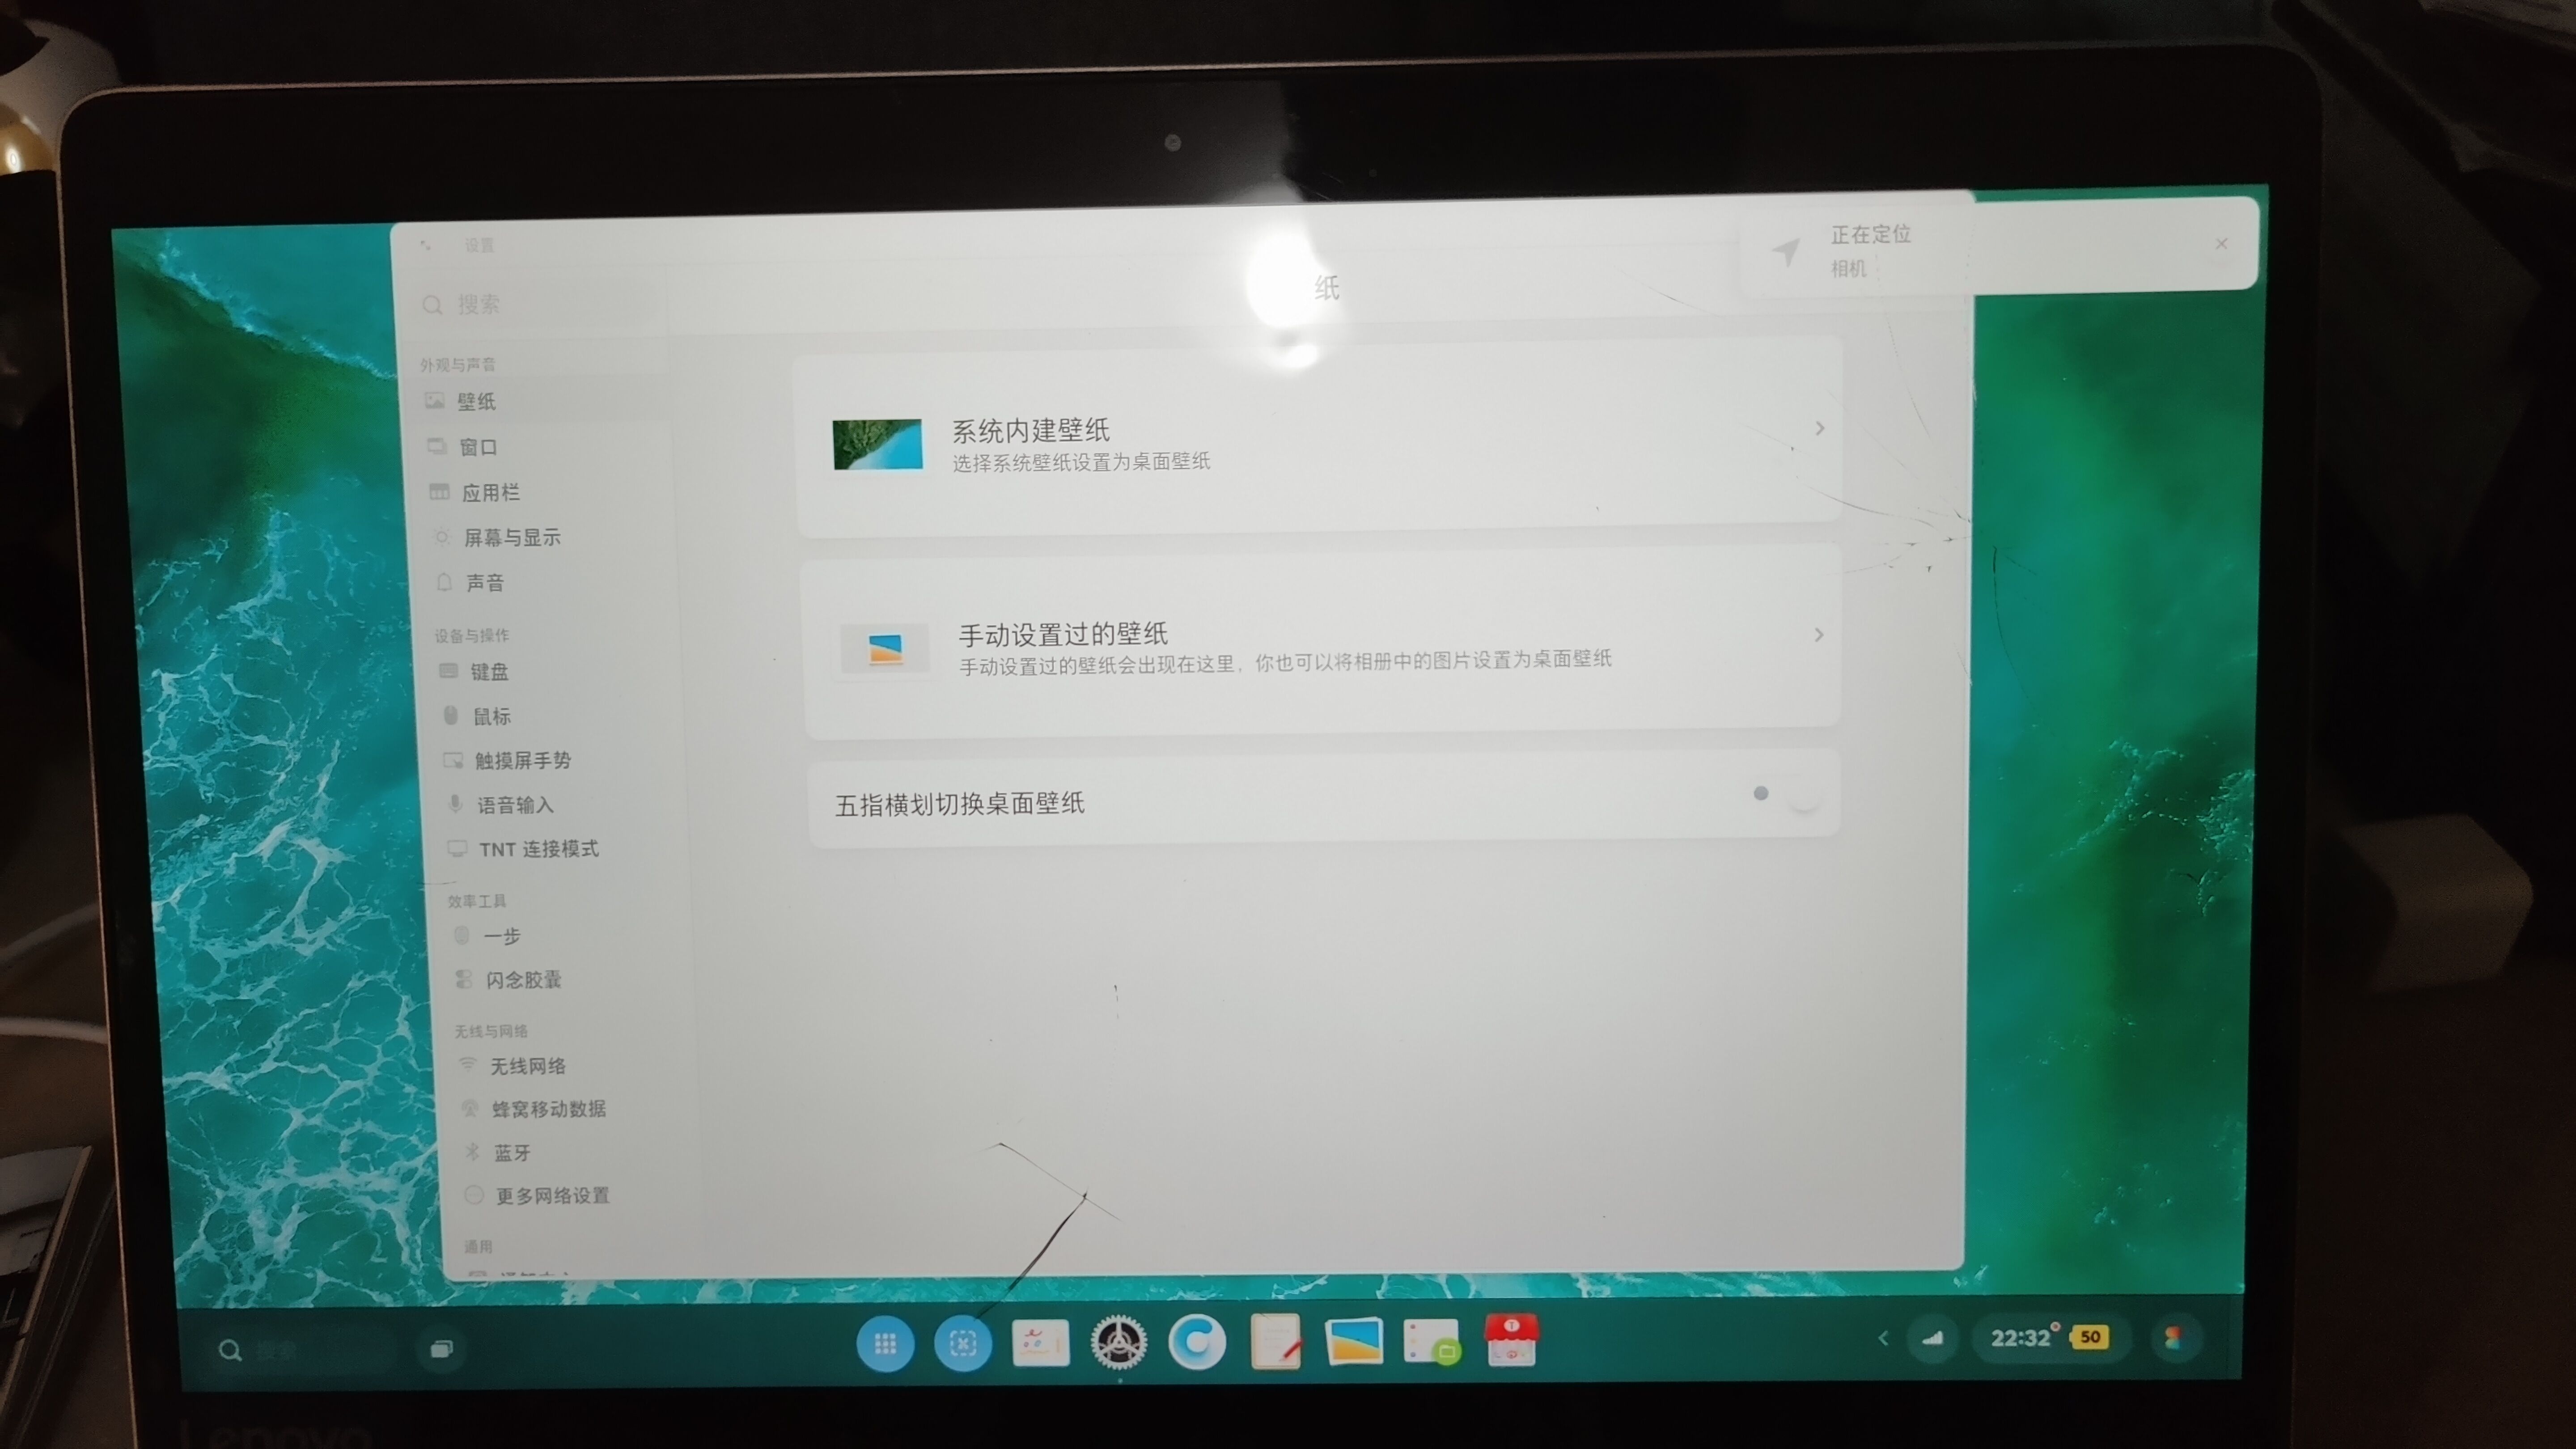 设置
正在定位
相机
搜索
纸
外观与声音
壁纸
窗口
应用栏
屏幕与显示
声音
设备与操作
键盘
鼠标
触摸屏手势
语音输入
TNT 连接模式
效率工具
一步
闪念胶囊
无线与网络
无线网络
蜂窝移动数据
蓝牙
更多网络设置
通用
系统内建壁纸
选择系统壁纸设置为桌面壁纸
手动设置过的壁纸
手动设置过的壁纸会出现在这里，你也可以将相册中的图片设置为桌面壁纸
五指横划切换桌面壁纸
搜索
22:32
50
Lenovo